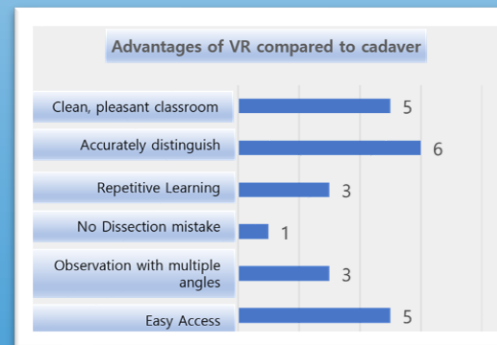 Advantages of VR compared to cadaver
Clean, pleasant classroom 5
Accurately distinguish 6
Repetitive Learning 3
No Dissection mistake 1
Observation with multiple
angles 3
Easy Access 5